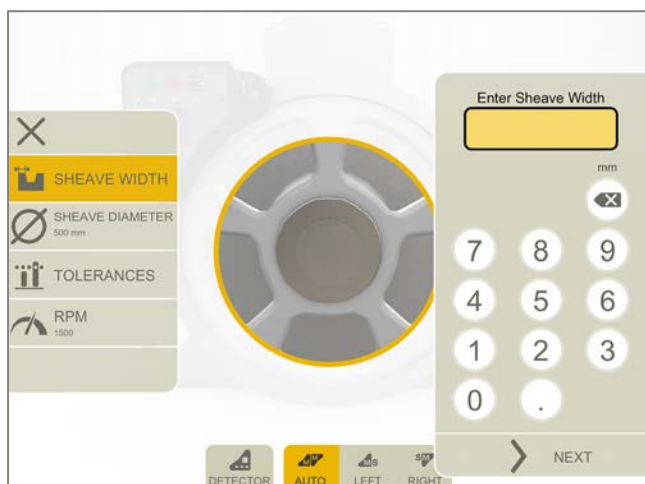 SHEAVE WIDTH
SHEAVE DIAMETER
500 mm
TOLERANCES
RPM
1500
Enter Sheave Width
mm
7 8 9
4 5 6
1 2 3
0 .
NEXT
DETECTOR
AUTO
LEFT
RIGHT